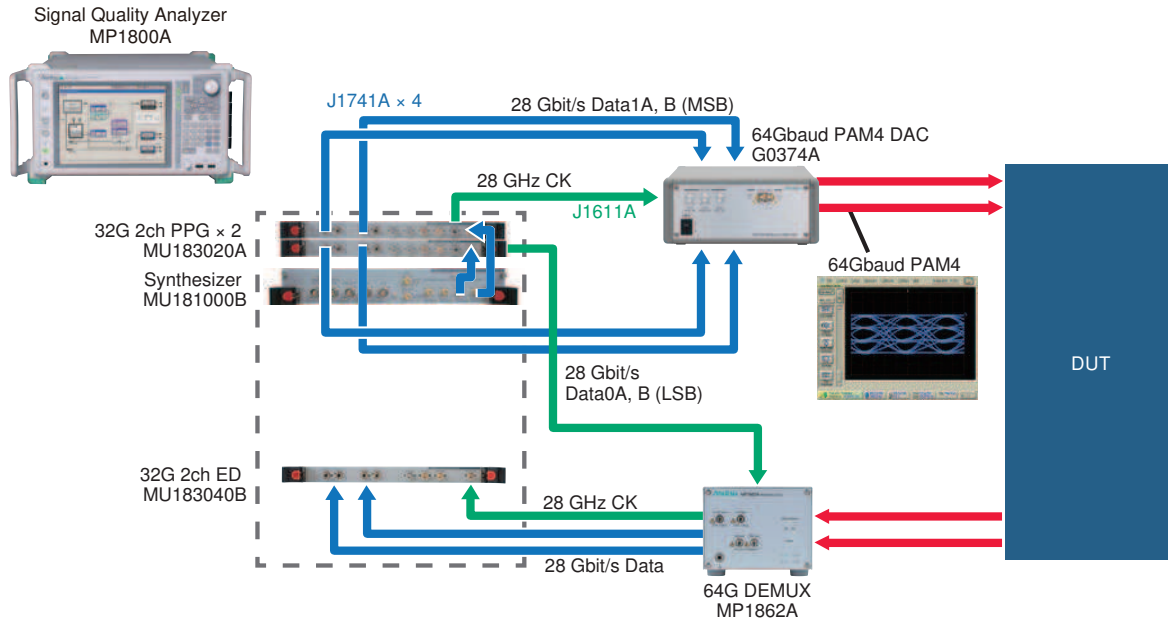 Signal Quality Analyzer
MP1800A
J1741A × 4
28 Gbit/s Data1A, B (MSB)
64Gbaud PAM4 DAC
G0374A
28 GHz CK
J1611A
32G 2ch PPG × 2
MU183020A
Synthesizer
MU181000B
64Gbaud PAM4
28 Gbit/s
Data0A, B (LSB)
DUT
32G 2ch ED
MU183040B
28 GHz CK
28 Gbit/s Data
64G DEMUX
MP1862A